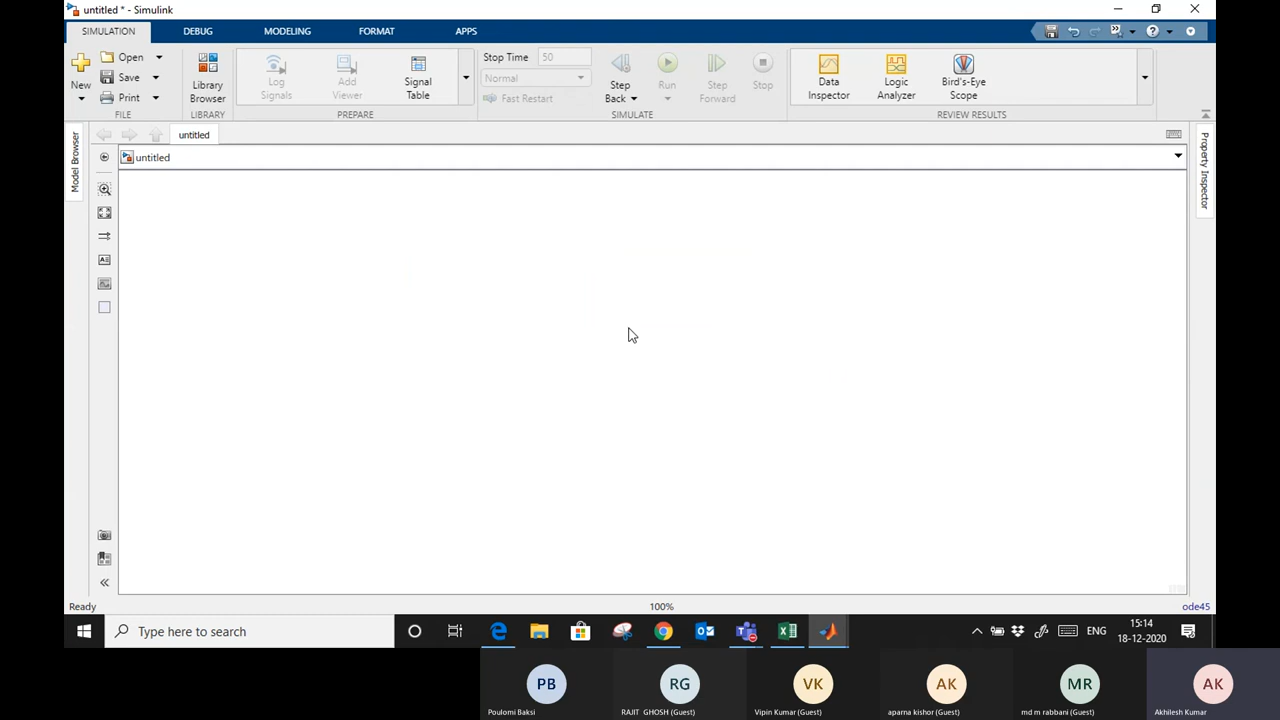 untitled * - Simulink
SIMULATION DEBUG MODELING FORMAT APPS
New
Open
Save
Print
FILE
Library Browser
LIBRARY
Log Signals
Add Viewer
Signal Table
PREPARE
Stop Time 50
Normal
Fast Restart
Step Back
Run
Step Forward
Stop
SIMULATE
Data Inspector
Logic Analyzer
Bird's-Eye Scope
REVIEW RESULTS
Model Browser
untitled
untitled
Property Inspector
Ready 100% ode45
Type here to search
ENG
15:14
18-12-2020
PB RG VK AK MR AK
Poulomi Baksi RAJIT GHOSH (Guest) Vipin Kumar (Guest) aparna kishor (Guest) md m rabbani (Guest) Akhilesh Kumar